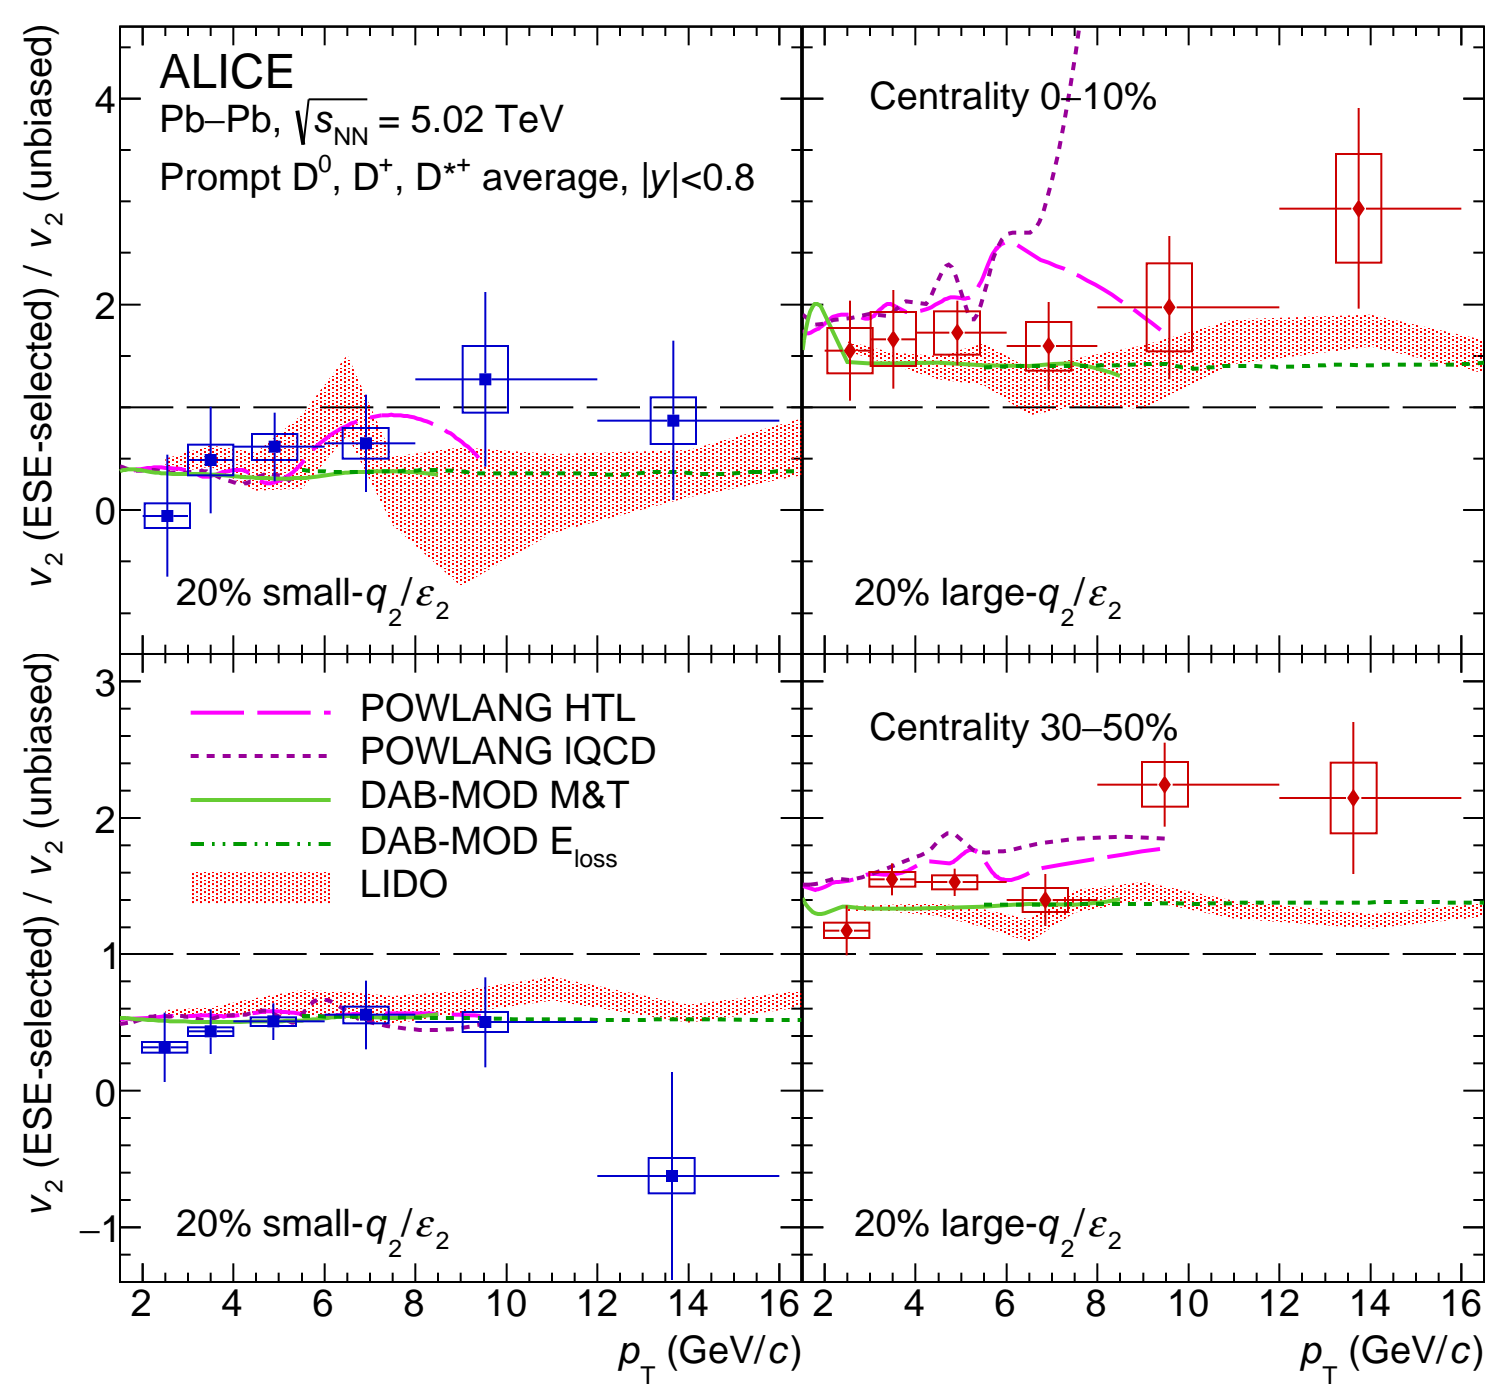 ALICE
Pb–Pb, √s_NN = 5.02 TeV
Prompt D⁰, D⁺, D*⁺ average, |y|<0.8
v₂ (ESE-selected) / v₂ (unbiased)
4
2
0
20% small-q₂/ε₂
Centrality 0–10%
20% large-q₂/ε₂
v₂ (ESE-selected) / v₂ (unbiased)
3
2
1
0
−1
POWLANG HTL
POWLANG lQCD
DAB-MOD M&T
DAB-MOD E_loss
LIDO
20% small-q₂/ε₂
Centrality 30–50%
20% large-q₂/ε₂
2 4 6 8 10 12 14 16
2 4 6 8 10 12 14 16
p_T (GeV/c)
p_T (GeV/c)